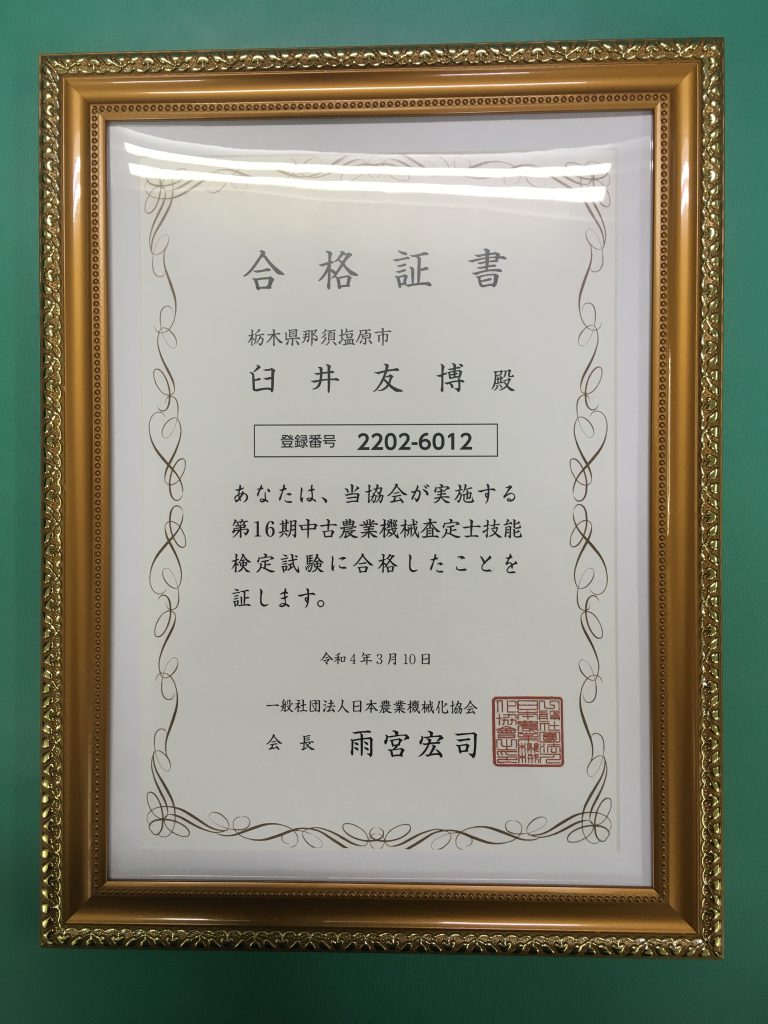 合格証書
栃木県那須塩原市
臼井友博殿
登録番号 2202-6012
あなたは、当協会が実施する
第16期中古農業機械査定士技能
検定試験に合格したことを
証します。
令和4年3月10日
一般社団法人日本農業機械化協会
会長 雨宮宏司